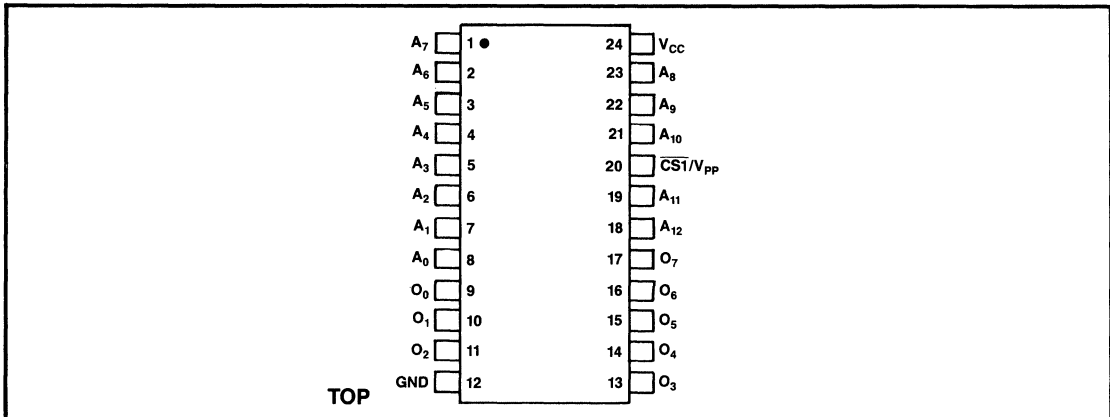 A7 1 ● 24 VCC
A6 2 23 A8
A5 3 22 A9
A4 4 21 A10
A3 5 20 C̅S̅1̅/VPP
A2 6 19 A11
A1 7 18 A12
A0 8 17 O7
O0 9 16 O6
O1 10 15 O5
O2 11 14 O4
GND 12 13 O3
TOP